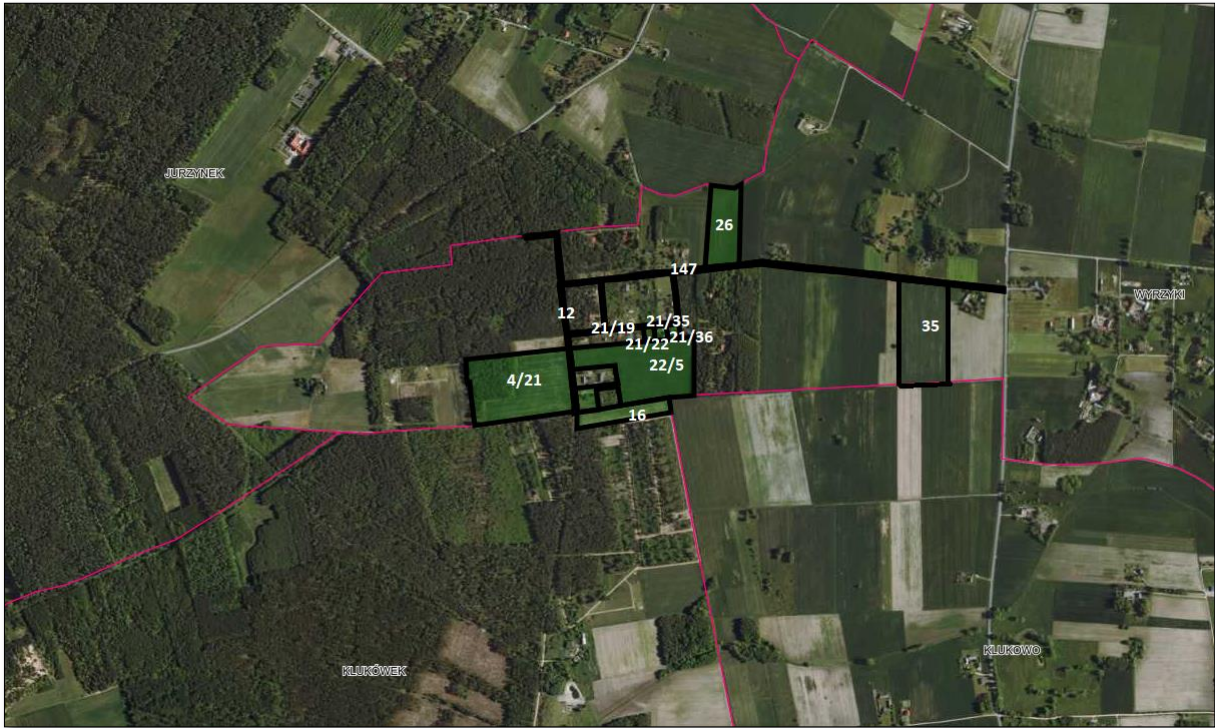 JURZYNEK
26
147
WYRZYKI
12
21/19
21/35
35
21/22
21/36
22/5
4/21
16
KLUKOWO
KLUKÓWEK